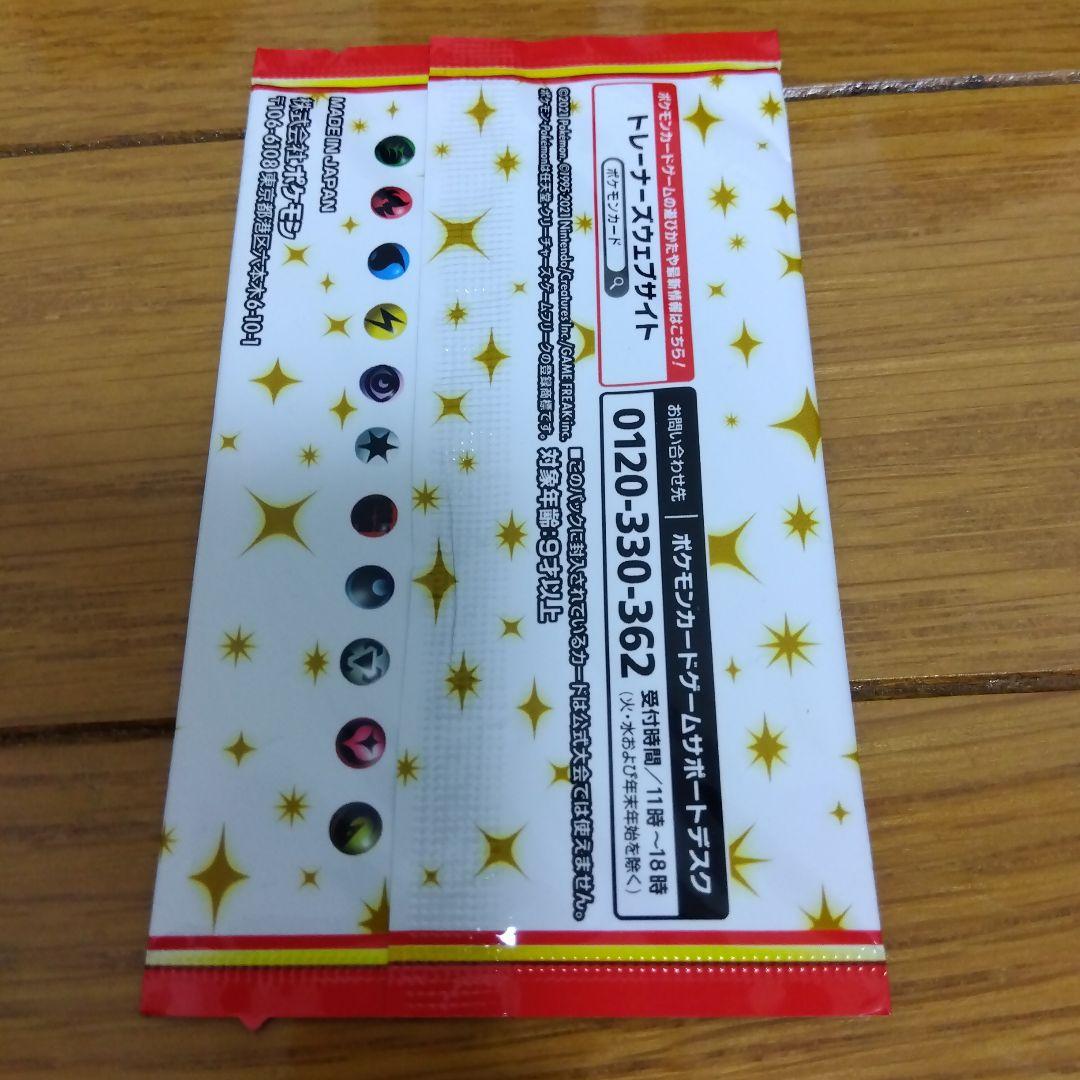 ポケモンカードゲームの遊びかたや最新情報はこちら!
トレーナーズウェブサイト
ポケモンカード
お問い合わせ先 | ポケモンカードゲームサポートデスク
0120-330-362
受付時間/11時~18時
(火・水および年末年始を除く)
■このパックに封入されているカードは公式大会では使えません。
対象年齢:9才以上
©2021 Pokémon. ©1995-2021 Nintendo/Creatures Inc./GAME FREAK inc.
ポケモン・Pokémonは任天堂・クリーチャーズ・ゲームフリークの登録商標です。
MADE IN JAPAN
株式会社ポケモン
〒106-6108 東京都港区六本木6-10-1